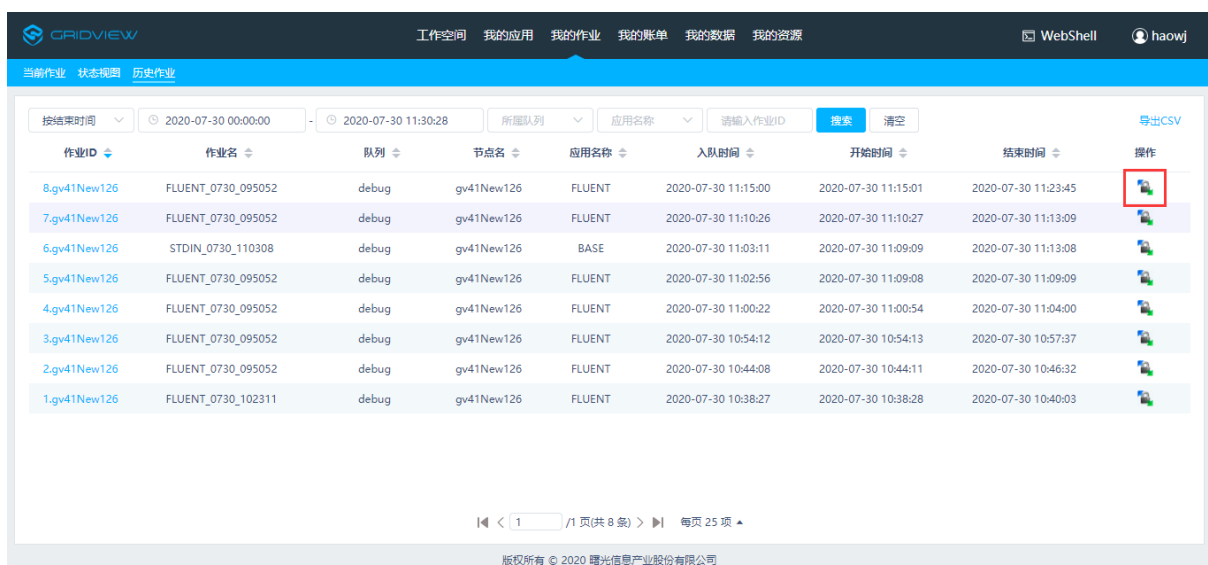 GRIDVIEW 工作空间 我的应用 我的作业 我的账单 我的数据 我的资源 WebShell haowj
当前作业 状态视图 历史作业
按结束时间 2020-07-30 00:00:00 - 2020-07-30 11:30:28 所属队列 应用名称 请输入作业ID 搜索 清空 导出CSV
作业ID 作业名 队列 节点名 应用名称 入队时间 开始时间 结束时间 操作
8.gv41New126 FLUENT_0730_095052 debug gv41New126 FLUENT 2020-07-30 11:15:00 2020-07-30 11:15:01 2020-07-30 11:23:45
7.gv41New126 FLUENT_0730_095052 debug gv41New126 FLUENT 2020-07-30 11:10:26 2020-07-30 11:10:27 2020-07-30 11:13:09
6.gv41New126 STDIN_0730_110308 debug gv41New126 BASE 2020-07-30 11:03:11 2020-07-30 11:09:09 2020-07-30 11:13:08
5.gv41New126 FLUENT_0730_095052 debug gv41New126 FLUENT 2020-07-30 11:02:56 2020-07-30 11:09:08 2020-07-30 11:09:09
4.gv41New126 FLUENT_0730_095052 debug gv41New126 FLUENT 2020-07-30 11:00:22 2020-07-30 11:00:54 2020-07-30 11:04:00
3.gv41New126 FLUENT_0730_095052 debug gv41New126 FLUENT 2020-07-30 10:54:12 2020-07-30 10:54:13 2020-07-30 10:57:37
2.gv41New126 FLUENT_0730_095052 debug gv41New126 FLUENT 2020-07-30 10:44:08 2020-07-30 10:44:11 2020-07-30 10:46:32
1.gv41New126 FLUENT_0730_102311 debug gv41New126 FLUENT 2020-07-30 10:38:27 2020-07-30 10:38:28 2020-07-30 10:40:03
1 /1 页(共 8 条) 每页 25 项
版权所有 © 2020 曙光信息产业股份有限公司